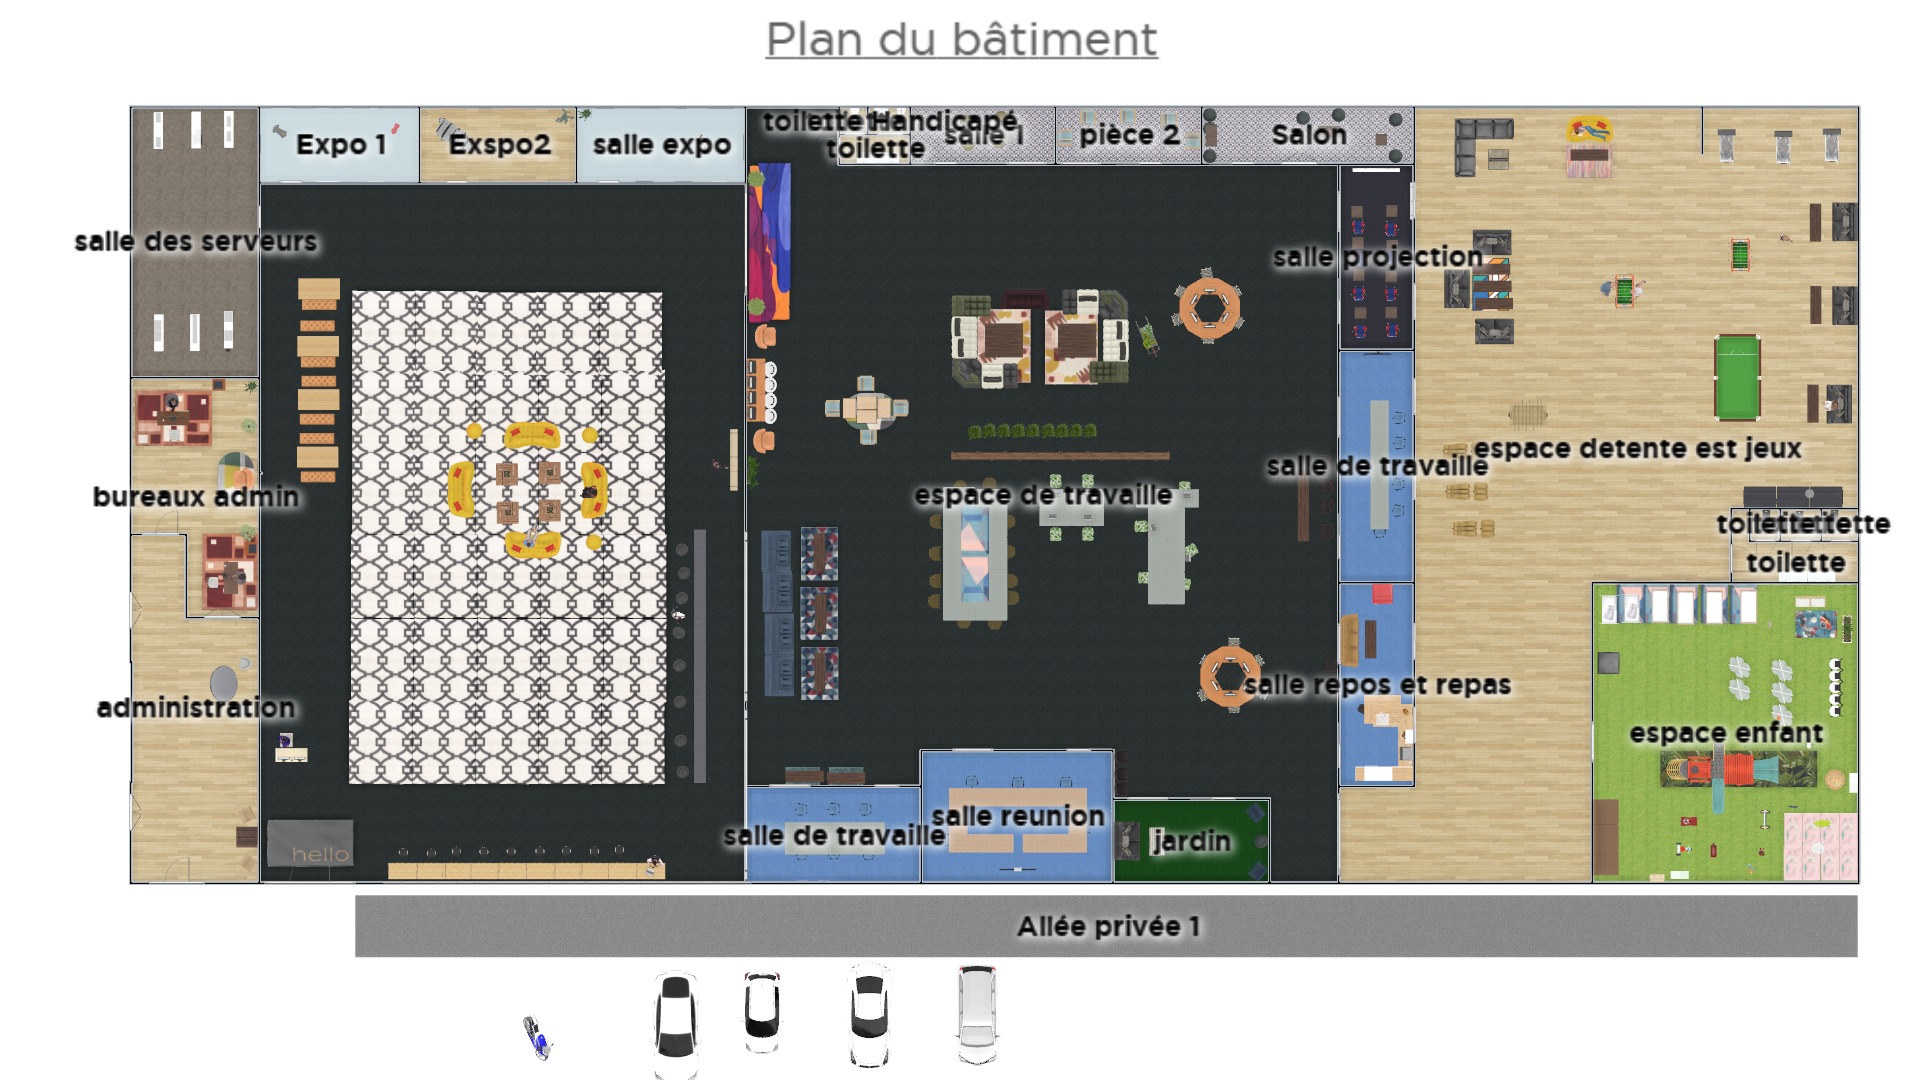 Plan du bâtiment
toilette Handicapé
Expo 1
Exspo2
salle expo
toilette
salle 1
pièce 2
Salon
salle des serveurs
salle projection
espace detente est jeux
salle de travaille
bureaux admin
espace de travaille
toilette
toilette
toilette
salle repos et repas
administration
espace enfant
salle reunion
salle de travaille
jardin
hello
Allée privée 1